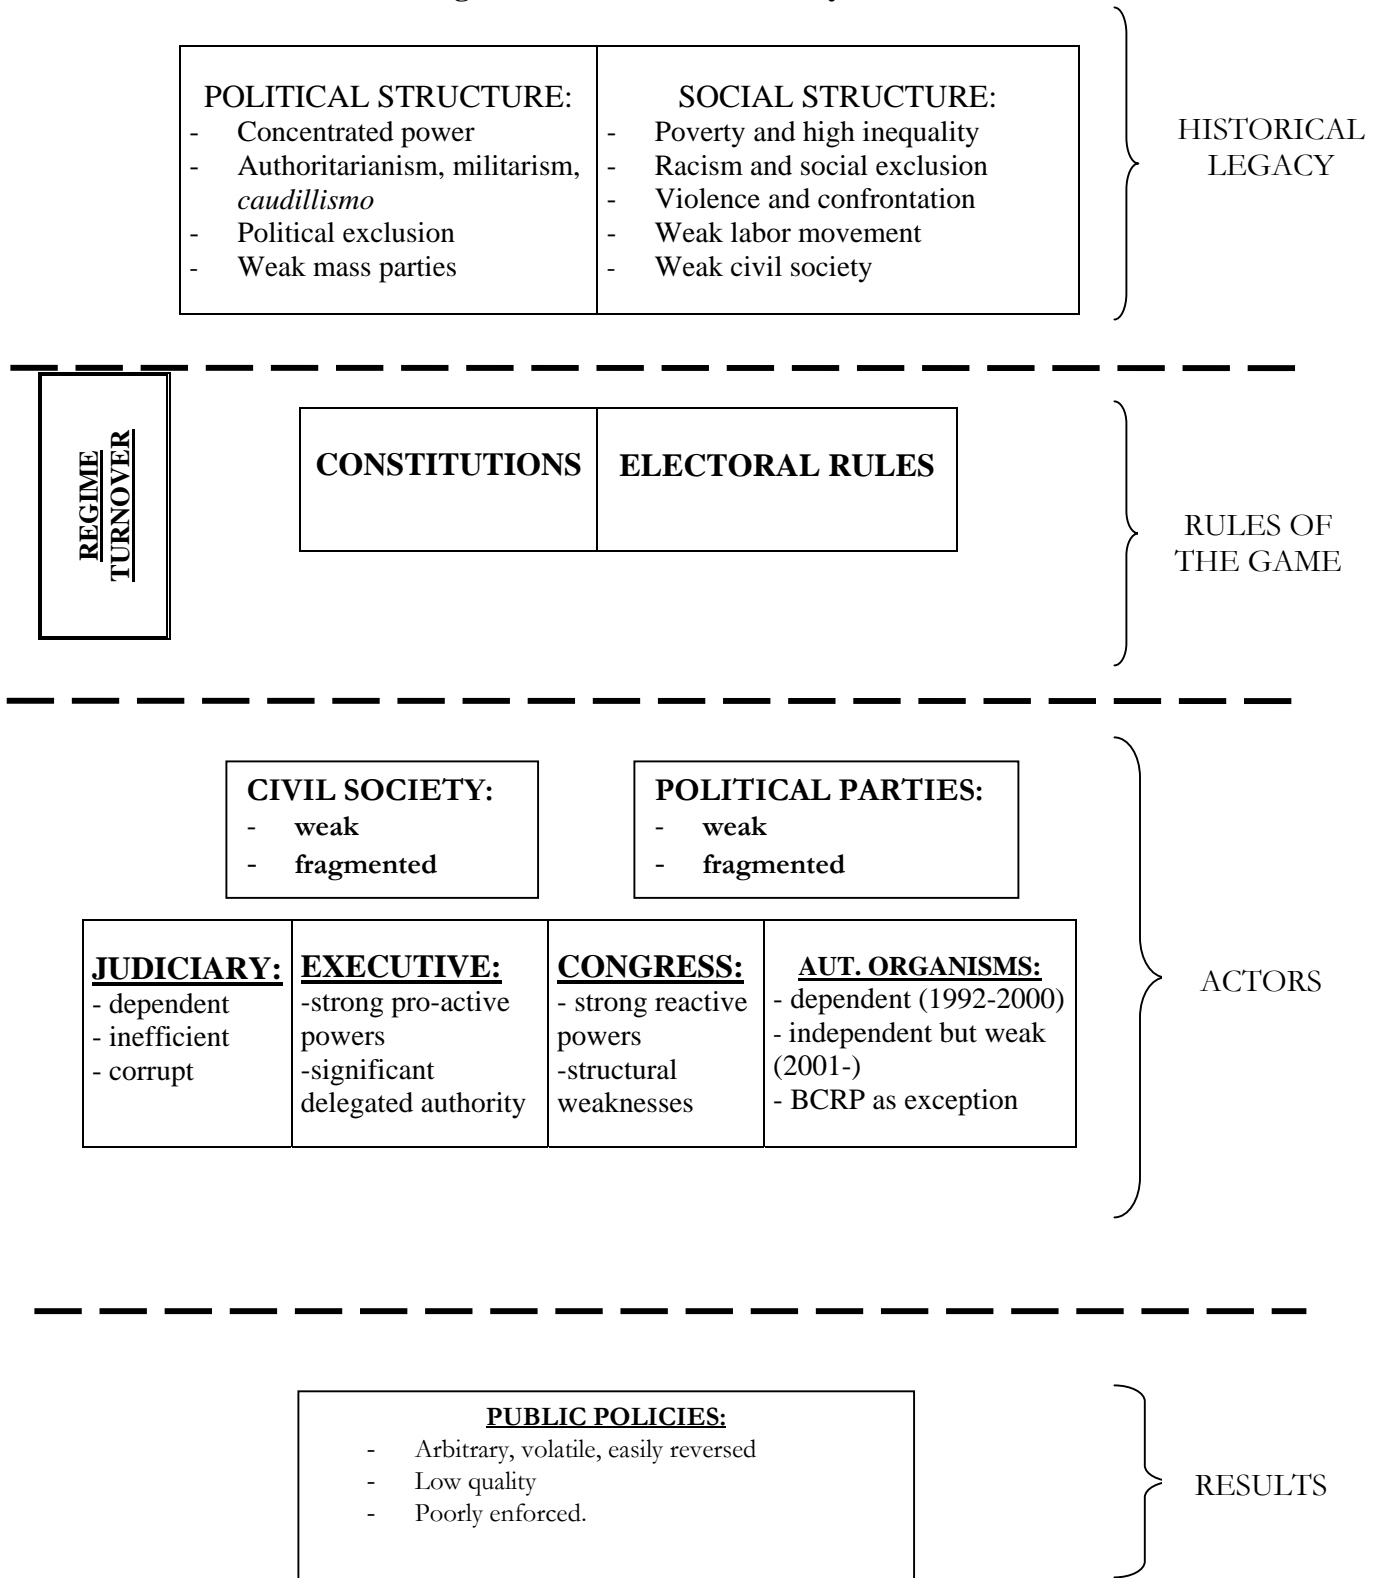 POLITICAL STRUCTURE:
- Concentrated power
- Authoritarianism, militarism,
caudillismo
- Political exclusion
- Weak mass parties
SOCIAL STRUCTURE:
- Poverty and high inequality
- Racism and social exclusion
- Violence and confrontation
- Weak labor movement
- Weak civil society
HISTORICAL
LEGACY
REGIME
TURNOVER
CONSTITUTIONS
ELECTORAL RULES
RULES OF
THE GAME
CIVIL SOCIETY:
- weak
- fragmented
POLITICAL PARTIES:
- weak
- fragmented
JUDICIARY:
- dependent
- inefficient
- corrupt
EXECUTIVE:
-strong pro-active
powers
-significant
delegated authority
CONGRESS:
- strong reactive
powers
-structural
weaknesses
AUT. ORGANISMS:
- dependent (1992-2000)
- independent but weak
(2001-)
- BCRP as exception
ACTORS
PUBLIC POLICIES:
- Arbitrary, volatile, easily reversed
- Low quality
- Poorly enforced.
RESULTS